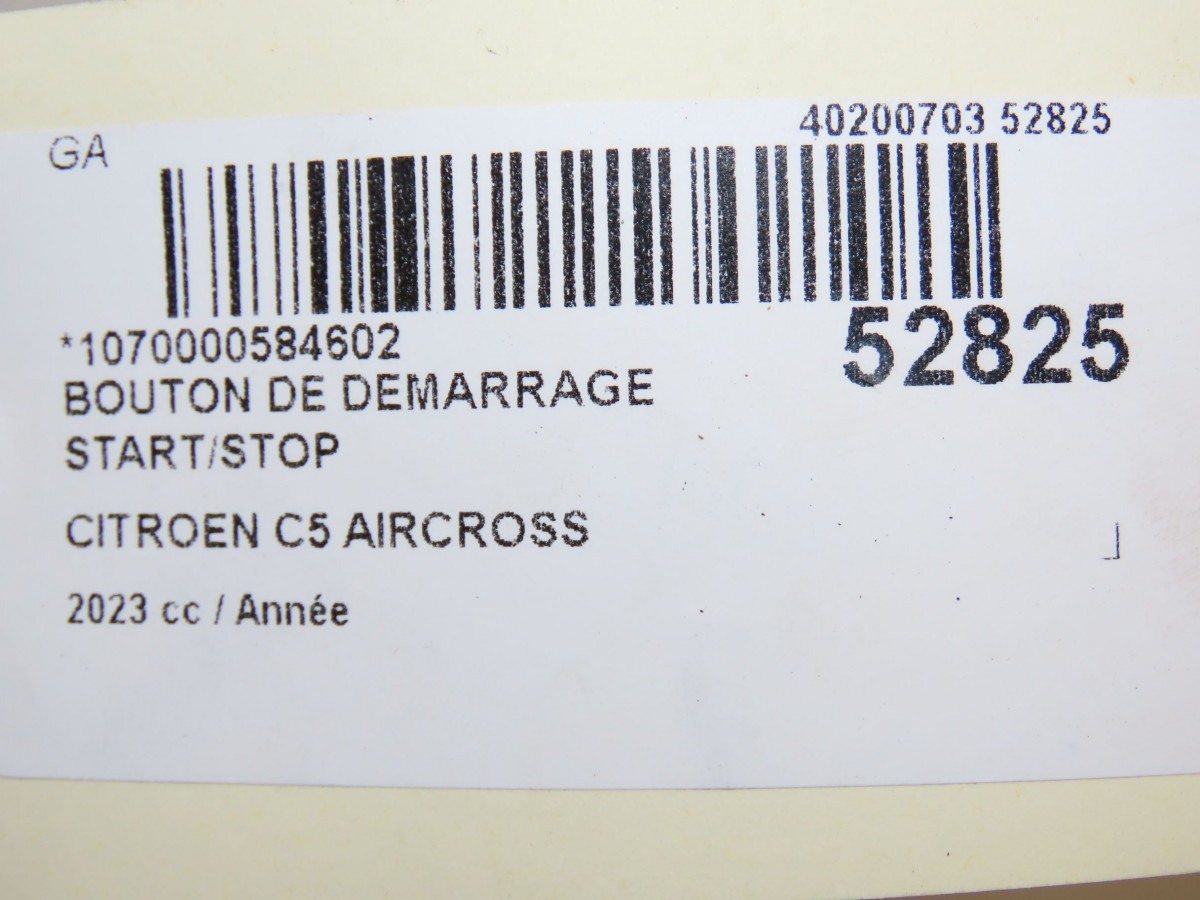 GA
40200703 52825
*1070000584602
52825
BOUTON DE DEMARRAGE
START/STOP
CITROEN C5 AIRCROSS
2023 cc / Année